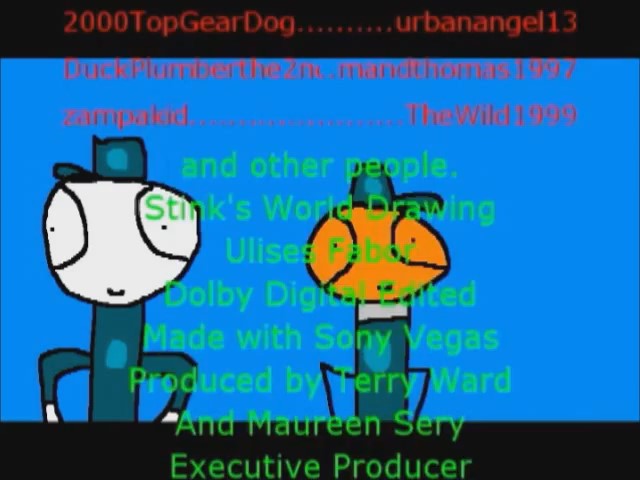 2000TopGearDog..........urbanangel13
DuckPlumberthe2n..mandthomas1997
zampakid.......................TheWild1999
and other people.
Stink's World Drawing
Ulises Fabor
Dolby Digital Edited
Made with Sony Vegas
Produced by Terry Ward
And Maureen Sery
Executive Producer